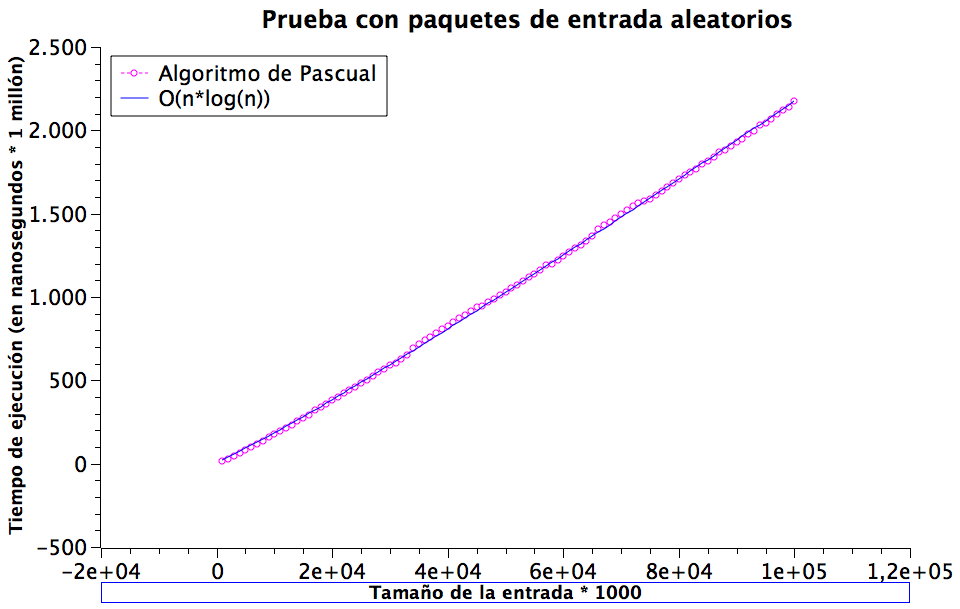 Prueba con paquetes de entrada aleatorios
Algoritmo de Pascual
O(n*log(n))
Tiempo de ejecución (en nanosegundos * 1 millón)
2.500
2.000
1.500
1.000
500
0
−500
−2e+04 0 2e+04 4e+04 6e+04 8e+04 1e+05 1,2e+05
Tamaño de la entrada * 1000